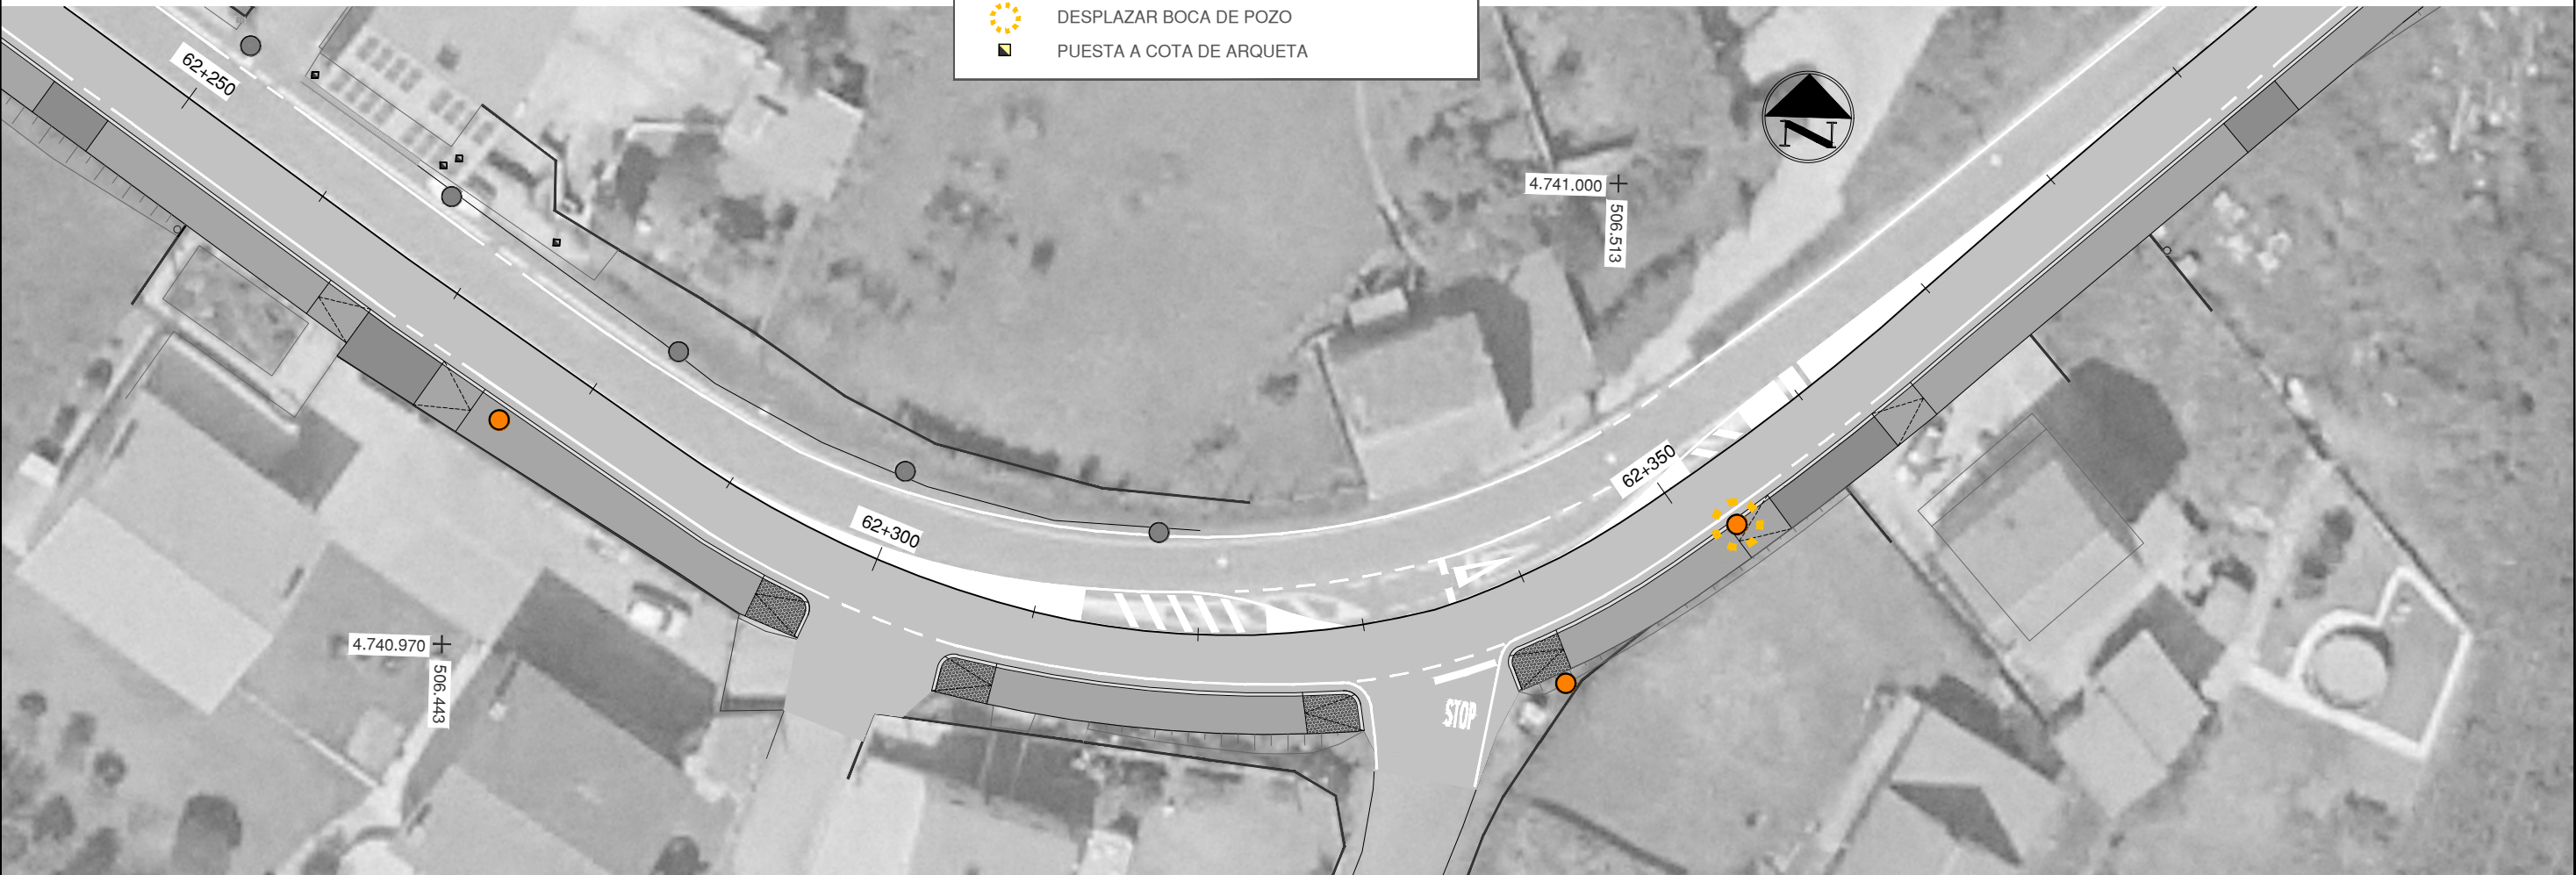 DESPLAZAR BOCA DE POZO
PUESTA A COTA DE ARQUETA
62+250
N
4.741.000
506.513
62+350
62+300
4.740.970
506.443
STOP